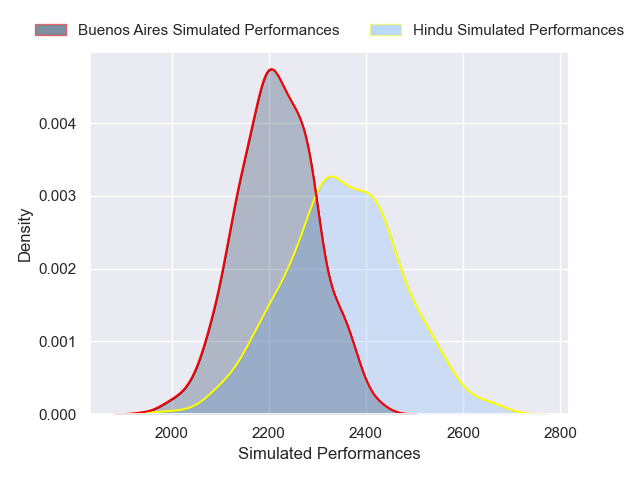 Buenos Aires Simulated Performances
Hindu Simulated Performances
0.004
0.003
0.002
0.001
0.000
Density
2000
2200
2400
2600
2800
Simulated Performances